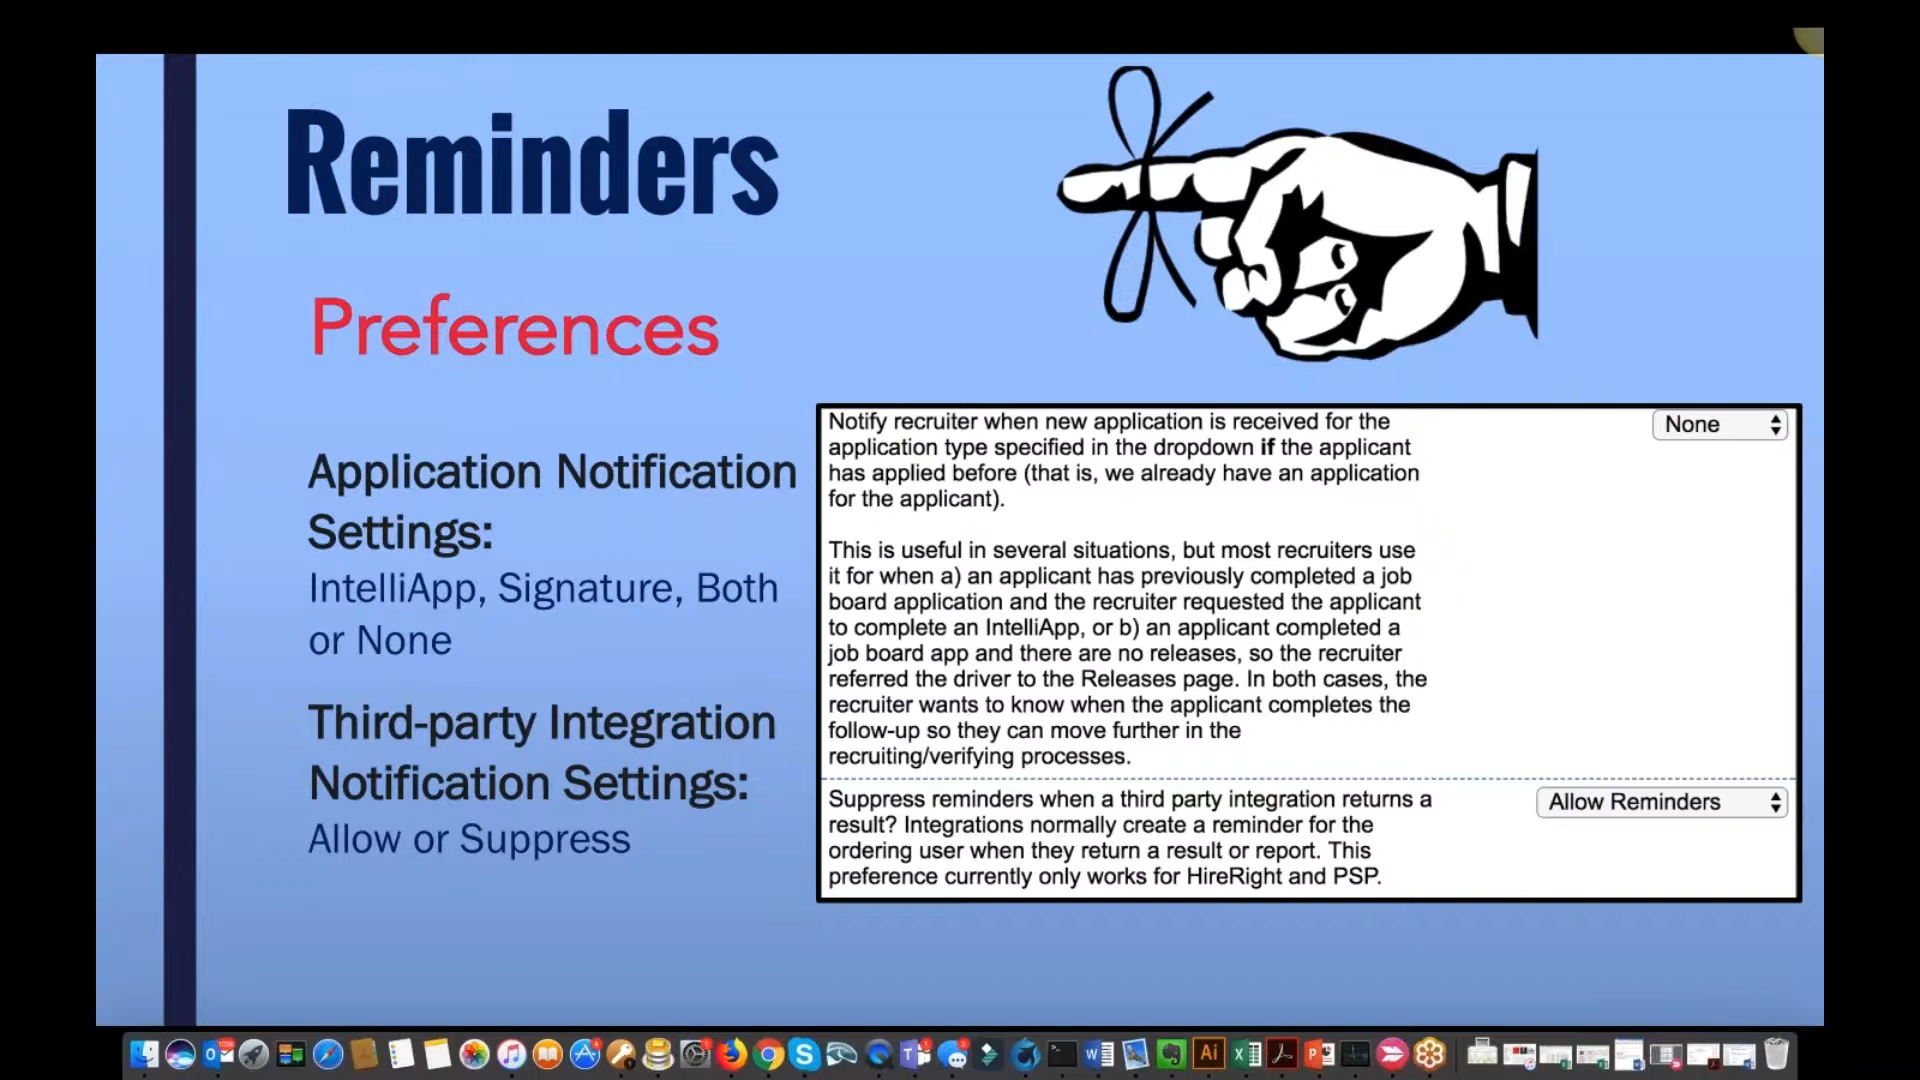 Reminders
Preferences
Application Notification
Settings:
IntelliApp, Signature, Both
or None
Third-party Integration
Notification Settings:
Allow or Suppress
Notify recruiter when new application is received for the
application type specified in the dropdown if the applicant
has applied before (that is, we already have an application
for the applicant).
None
This is useful in several situations, but most recruiters use
it for when a) an applicant has previously completed a job
board application and the recruiter requested the applicant
to complete an IntelliApp, or b) an applicant completed a
job board app and there are no releases, so the recruiter
referred the driver to the Releases page. In both cases, the
recruiter wants to know when the applicant completes the
follow-up so they can move further in the
recruiting/verifying processes.
Suppress reminders when a third party integration returns a
result? Integrations normally create a reminder for the
ordering user when they return a result or report. This
preference currently only works for HireRight and PSP.
Allow Reminders